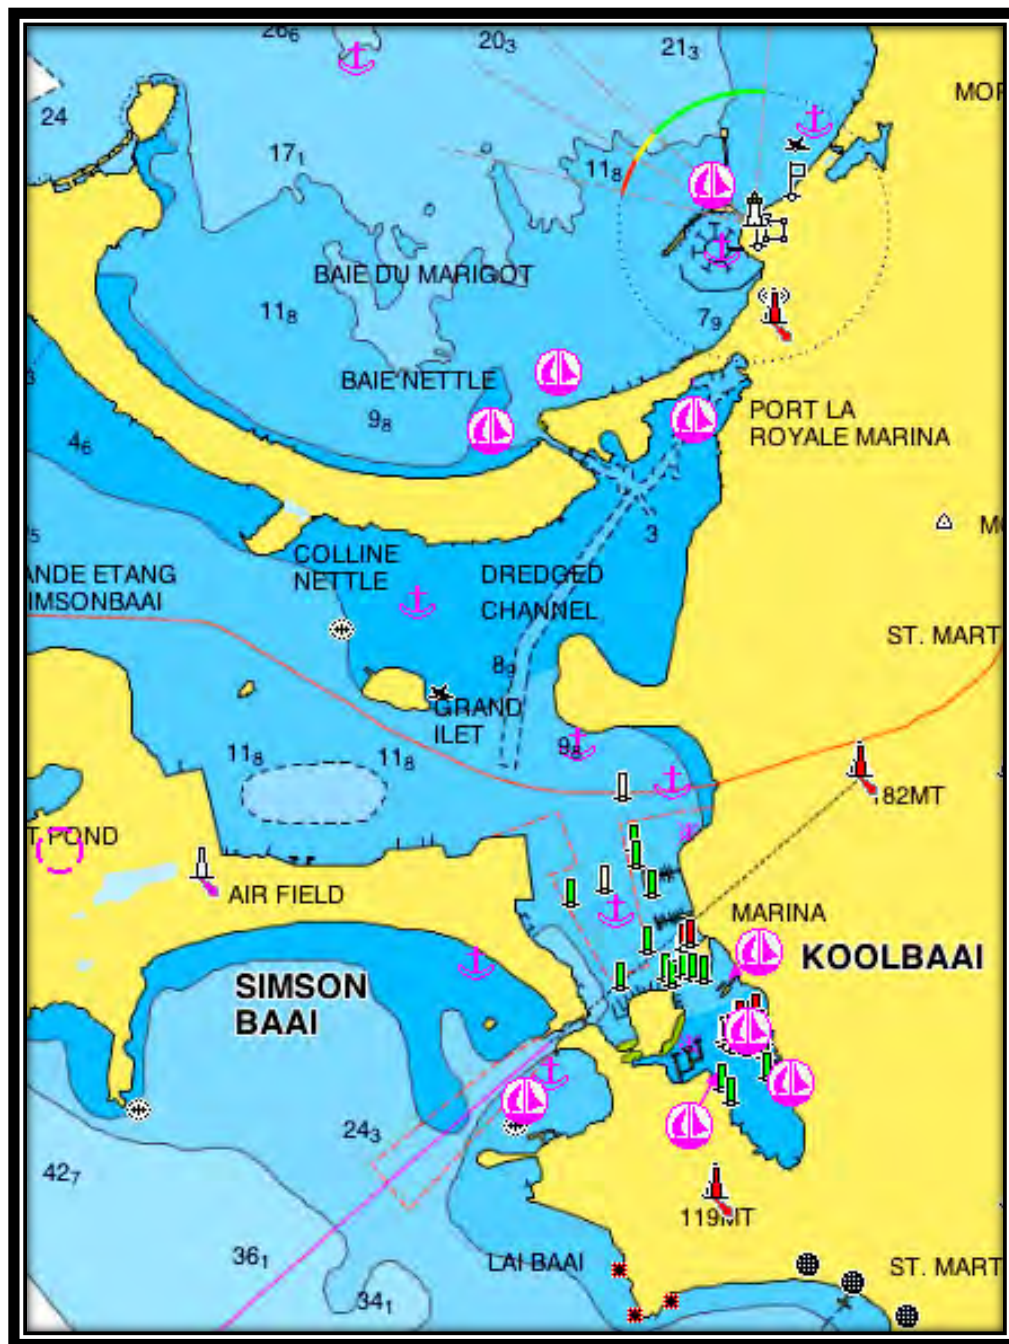 26₆
20₃
21₃
24
MOR
17₁
11₈
BAIE DU MARIGOT
11₈
7₉
BAIE NETTLE
9₈
PORT LA
ROYALE MARINA
4₆
3
COLLINE
NETTLE
DREDGED
CHANNEL
ANDE ETANG
IMSONBAAI
ST. MART
8₉
GRAND
ILET
11₈
11₈
9₈
182MT
T. POND
AIR FIELD
MARINA
KOOLBAAI
SIMSON
BAAI
24₃
42₇
119MT
36₁
LAI BAAI
ST. MART
34₁